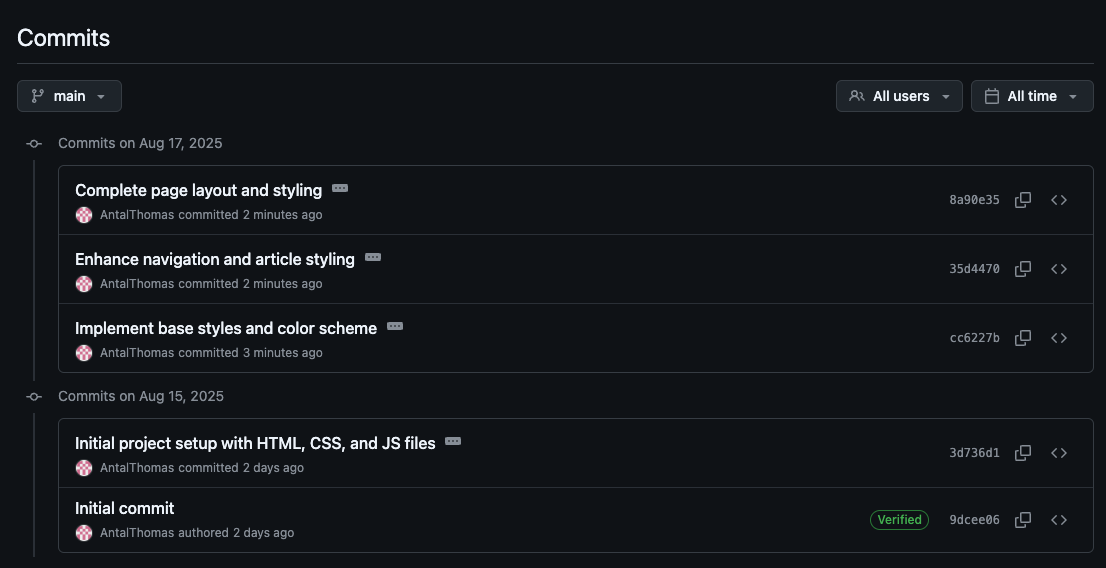 Commits
main
All users
All time
Commits on Aug 17, 2025
Complete page layout and styling
AntalThomas committed 2 minutes ago
8a90e35
Enhance navigation and article styling
AntalThomas committed 2 minutes ago
35d4470
Implement base styles and color scheme
AntalThomas committed 3 minutes ago
cc6227b
Commits on Aug 15, 2025
Initial project setup with HTML, CSS, and JS files
AntalThomas committed 2 days ago
3d736d1
Initial commit
AntalThomas authored 2 days ago
Verified
9dcee06